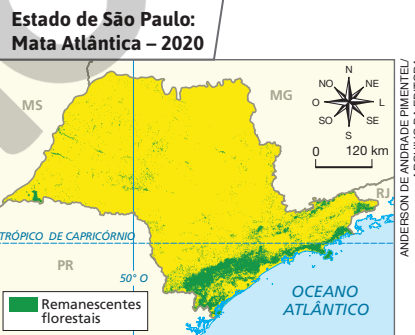 Estado de São Paulo:
Mata Atlântica – 2020
MS
MG
N
NO
NE
O
L
SO
SE
S
0 120 km
RJ
TRÓPICO DE CAPRICÓRNIO
PR
50° O
OCEANO
ATLÂNTICO
Remanescentes
florestais
ANDERSON DE ANDRADE PIMENTEL/